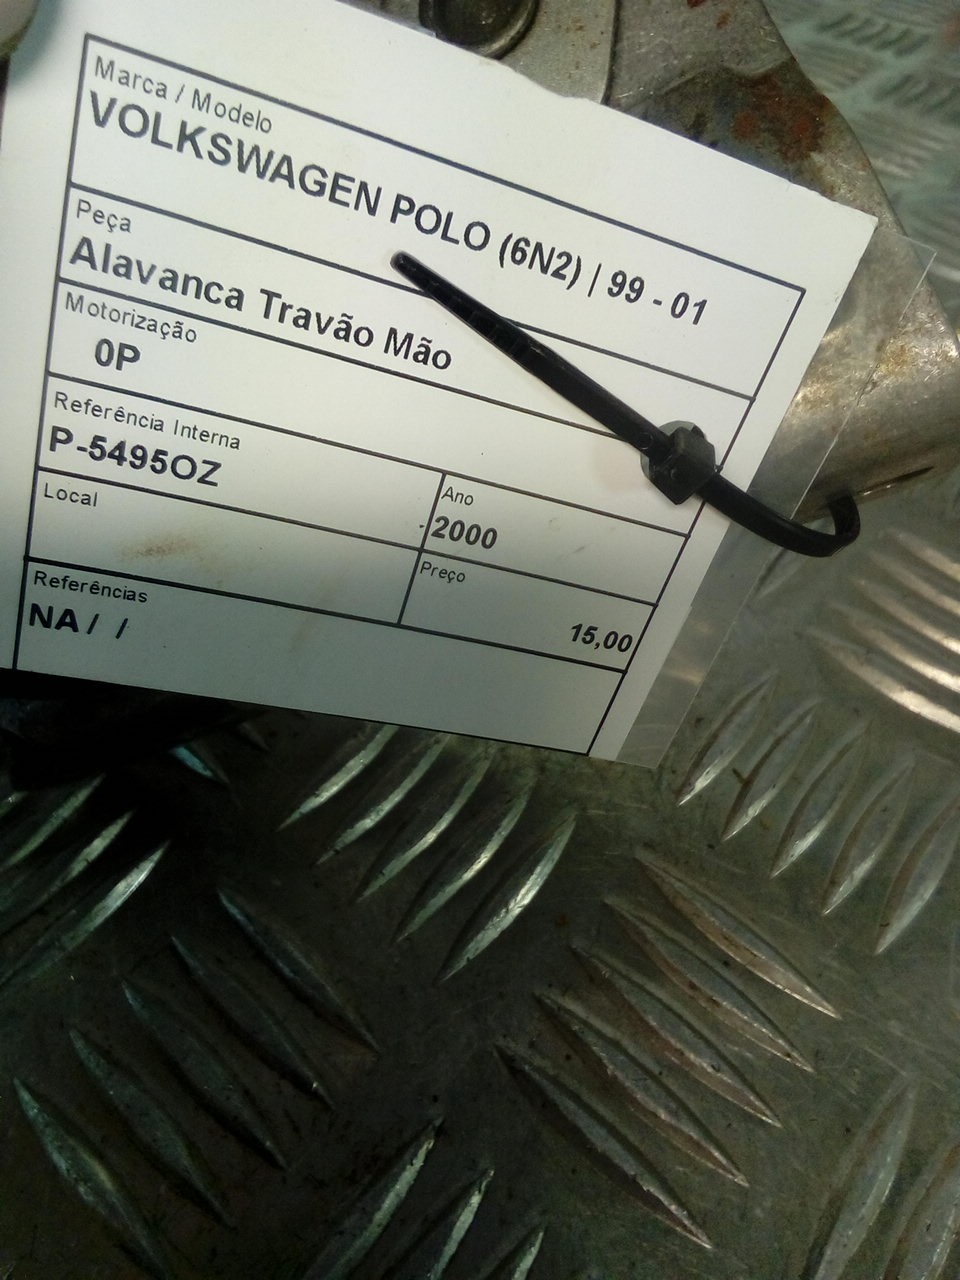 Marca / Modelo
VOLKSWAGEN POLO (6N2) | 99 - 01
Peça
Alavanca Travão Mão
Motorização
0P
Referência Interna
P-5495OZ
Ano
2000
Local
Preço
15,00
Referências
NA / /